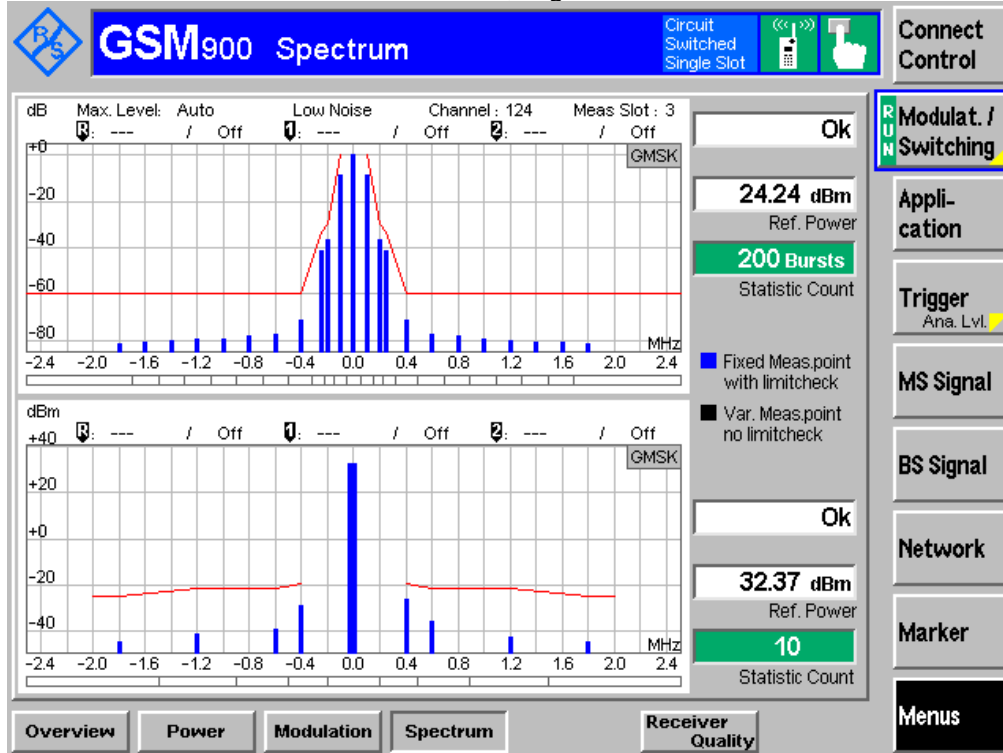 R&S
GSM900 Spectrum
Circuit
Switched
Single Slot
Connect
Control
dB Max. Level: Auto Low Noise Channel : 124 Meas Slot : 3
R: --- / Off 1: --- / Off 2: --- / Off
+0
-20
-40
-60
-80
GMSK
MHz
-2.4 -2.0 -1.6 -1.2 -0.8 -0.4 0.0 0.4 0.8 1.2 1.6 2.0 2.4
Ok
24.24 dBm
Ref. Power
200 Bursts
Statistic Count
Fixed Meas.point
with limitcheck
Var. Meas.point
no limitcheck
dBm
R: --- / Off 1: --- / Off 2: --- / Off
+40
+20
+0
-20
-40
GMSK
MHz
-2.4 -2.0 -1.6 -1.2 -0.8 -0.4 0.0 0.4 0.8 1.2 1.6 2.0 2.4
Ok
32.37 dBm
Ref. Power
10
Statistic Count
RUN
Modulat. /
Switching
Appli-
cation
Trigger
Ana. Lvl.
MS Signal
BS Signal
Network
Marker
Menus
Overview Power Modulation Spectrum Receiver
Quality